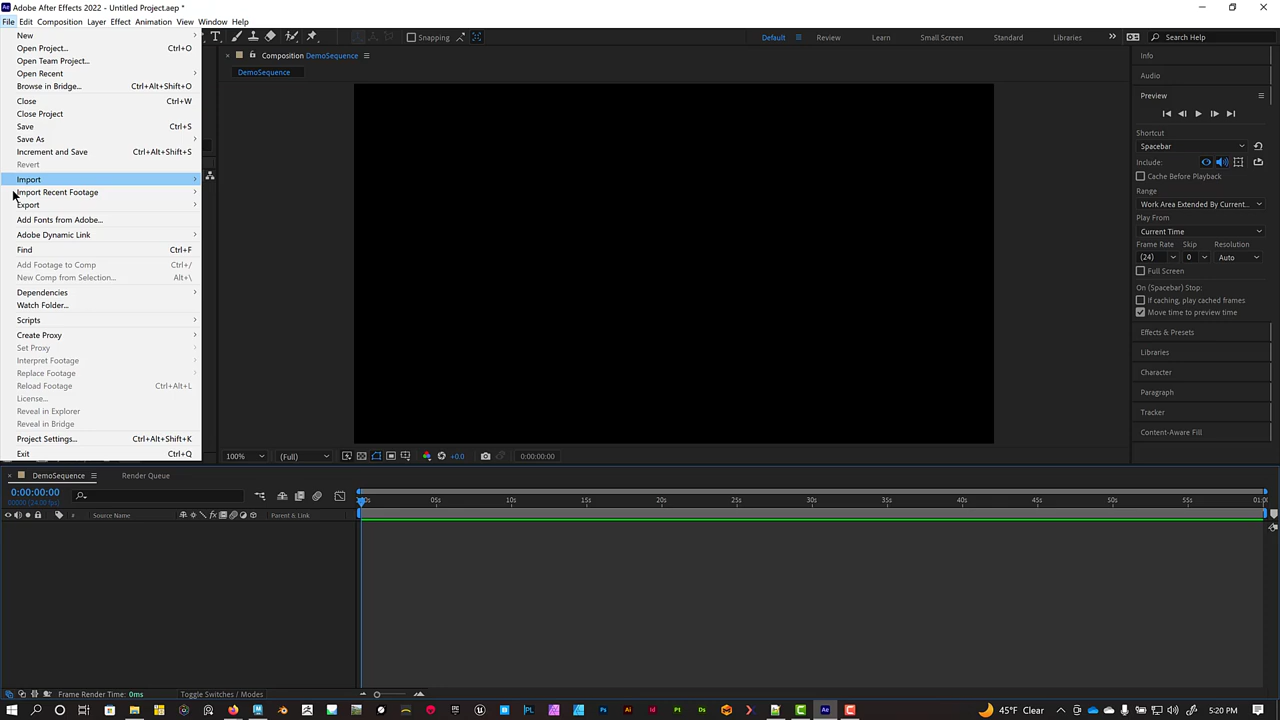 Adobe After Effects 2022 - Untitled Project.aep *
File Edit Composition Layer Effect Animation View Window Help
Snapping
Default Review Learn Small Screen Standard Libraries Search Help
New
Open Project... Ctrl+O
Open Team Project...
Open Recent
Browse in Bridge... Ctrl+Alt+Shift+O
Close Ctrl+W
Close Project
Save Ctrl+S
Save As
Increment and Save Ctrl+Alt+Shift+S
Revert
Import
Import Recent Footage
Export
Add Fonts from Adobe...
Adobe Dynamic Link
Find Ctrl+F
Add Footage to Comp Ctrl+/
New Comp from Selection... Alt+\
Dependencies
Watch Folder...
Scripts
Create Proxy
Set Proxy
Interpret Footage
Replace Footage
Reload Footage Ctrl+Alt+L
License...
Reveal in Explorer
Reveal in Bridge
Project Settings... Ctrl+Alt+Shift+K
Exit Ctrl+Q
Composition DemoSequence
DemoSequence
100% (Full) +0.0 0:00:00:00
Info
Audio
Preview
Shortcut
Spacebar
Include:
Cache Before Playback
Range
Work Area Extended By Current...
Play From
Current Time
Frame Rate Skip Resolution
(24) 0 Auto
Full Screen
On (Spacebar) Stop:
If caching, play cached frames
Move time to preview time
Effects & Presets
Libraries
Character
Paragraph
Tracker
Content-Aware Fill
DemoSequence Render Queue
0:00:00:00
00000 (24.00 fps)
05s 10s 15s 20s 25s 30s 35s 40s 45s 50s 55s
# Source Name Parent & Link
Frame Render Time: 0ms Toggle Switches / Modes
45°F Clear 5:20 PM